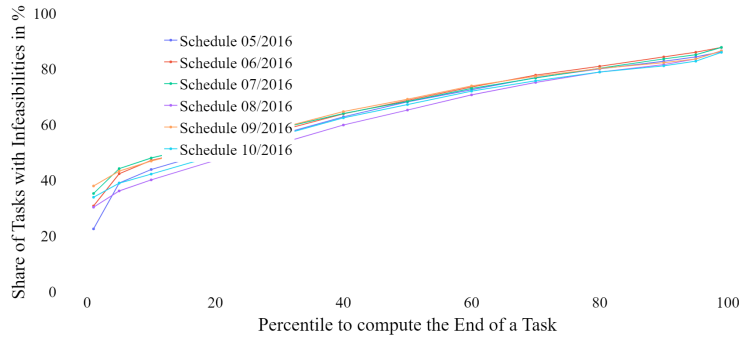 Share of Tasks with Infeasibilities in %
100
80
60
40
20
0
Schedule 05/2016
Schedule 06/2016
Schedule 07/2016
Schedule 08/2016
Schedule 09/2016
Schedule 10/2016
0 20 40 60 80 100
Percentile to compute the End of a Task